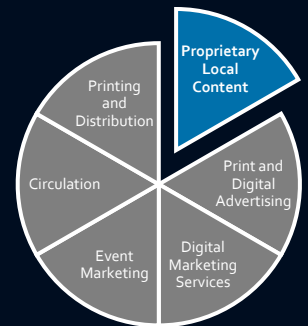 Proprietary
Local
Content
Print and
Digital
Advertising
Digital
Marketing
Services
Event
Marketing
Circulation
Printing
and
Distribution